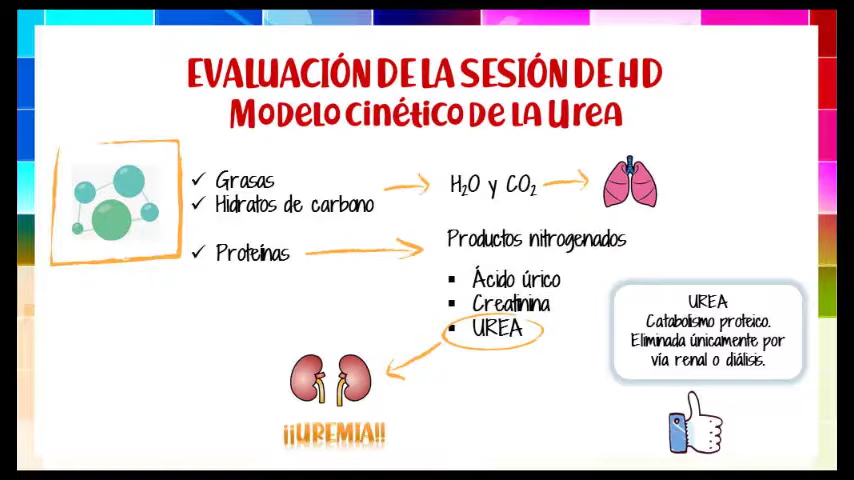 EVALUACIÓN DE LA SESIÓN DE HD
Modelo cinético De la Urea
✓ Grasas
✓ Hidratos de carbono
✓ Proteínas
H₂O y CO₂
Productos nitrogenados
▪ Ácido úrico
▪ Creatinina
▪ UREA
UREA
Catabolismo proteico.
Eliminada únicamente por
vía renal o diálisis.
¡¡UREMIA!!